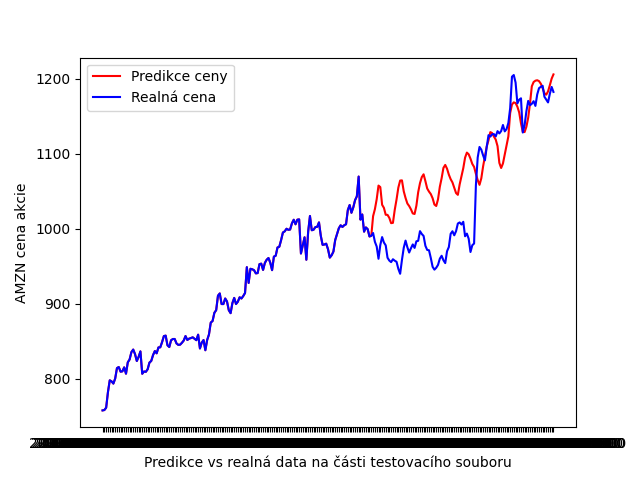 Predikce ceny
Realná cena
1200
1100
1000
900
800
AMZN cena akcie
Predikce vs realná data na části testovacího souboru